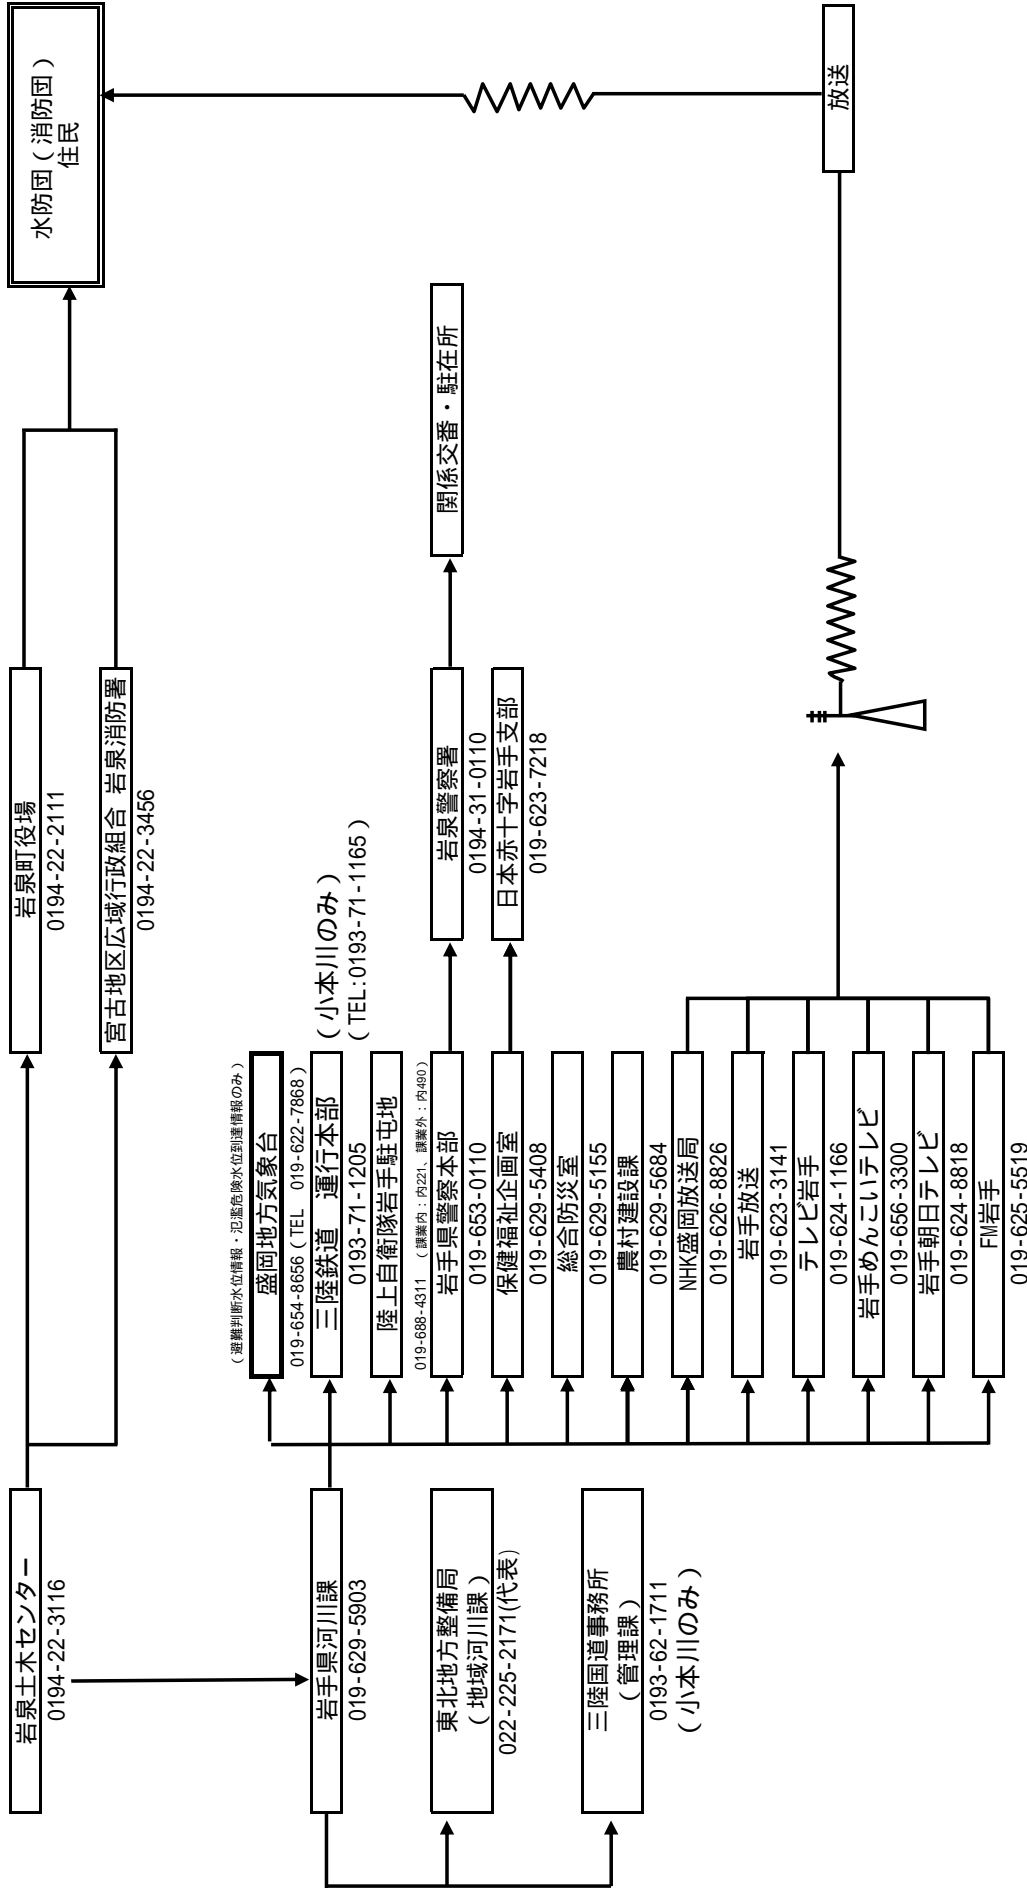 岩泉土木センター
0194-22-3116
岩手県河川課
019-629-5903
東北地方整備局
（地域河川課）
022-225-2171(代表)
三陸国道事務所
（管理課）
0193-62-1711
（小本川のみ）
岩泉町役場
0194-22-2111
宮古地区広域行政組合 岩泉消防署
0194-22-3456
（避難判断水位情報・氾濫危険水位到達情報のみ）
盛岡地方気象台
019-654-8656（TEL 019-622-7868）
三陸鉄道 運行本部
（小本川のみ）
0193-71-1205
（TEL:0193-71-1165）
陸上自衛隊岩手駐屯地
019-688-4311 （課業内：内221、課業外：内490）
岩手県警察本部
019-653-0110
保健福祉企画室
019-629-5408
総合防災室
019-629-5155
農村建設課
019-629-5684
NHK盛岡放送局
019-626-8826
岩手放送
019-623-3141
テレビ岩手
019-624-1166
岩手めんこいテレビ
019-656-3300
岩手朝日テレビ
019-624-8818
FM岩手
019-625-5519
岩泉警察署
0194-31-0110
日本赤十字岩手支部
019-623-7218
関係交番・駐在所
水防団（消防団）
住民
放送